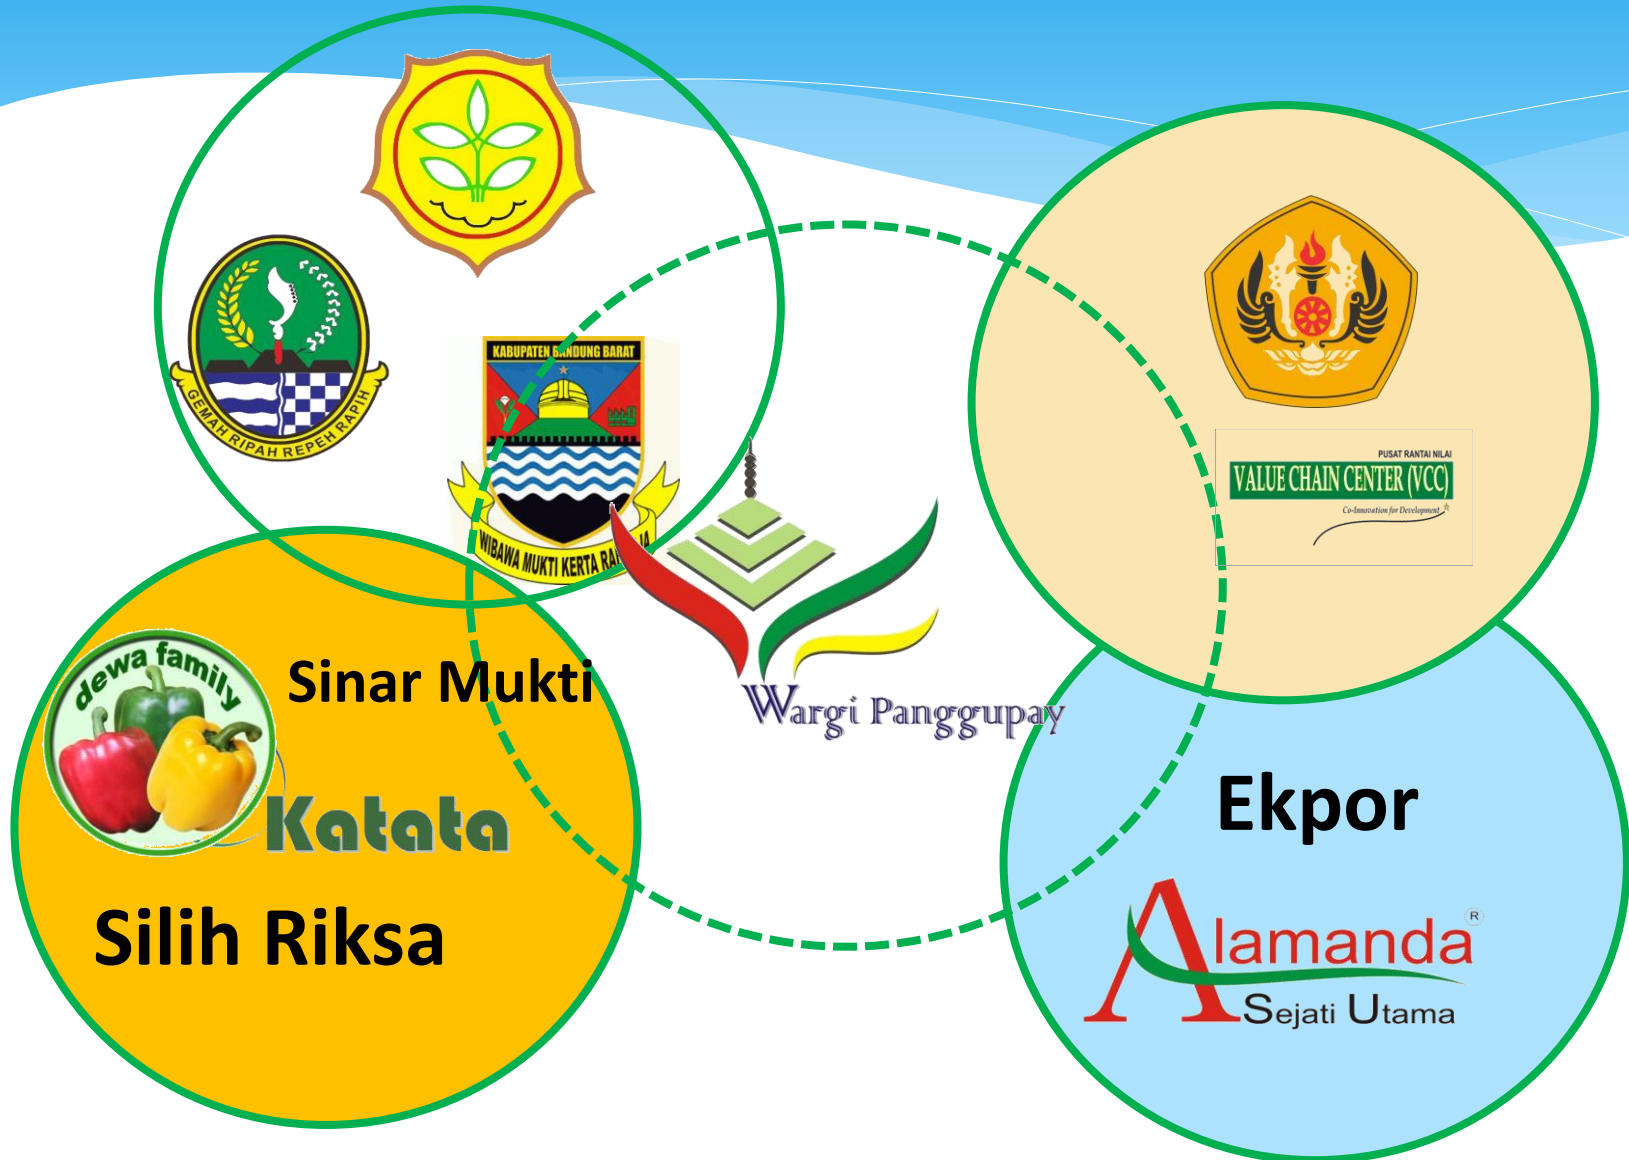 GEMAH RIPAH REPEH RAPIH
KABUPATEN BANDUNG BARAT
WIBAWA MUKTI KERTA
PUSAT RANTAI NILAI
VALUE CHAIN CENTER (VCC)
Co-Innovation for Development
Wargi Panggupay
dewa family
Sinar Mukti
Katata
Silih Riksa
Ekpor
Alamanda ®
Sejati Utama